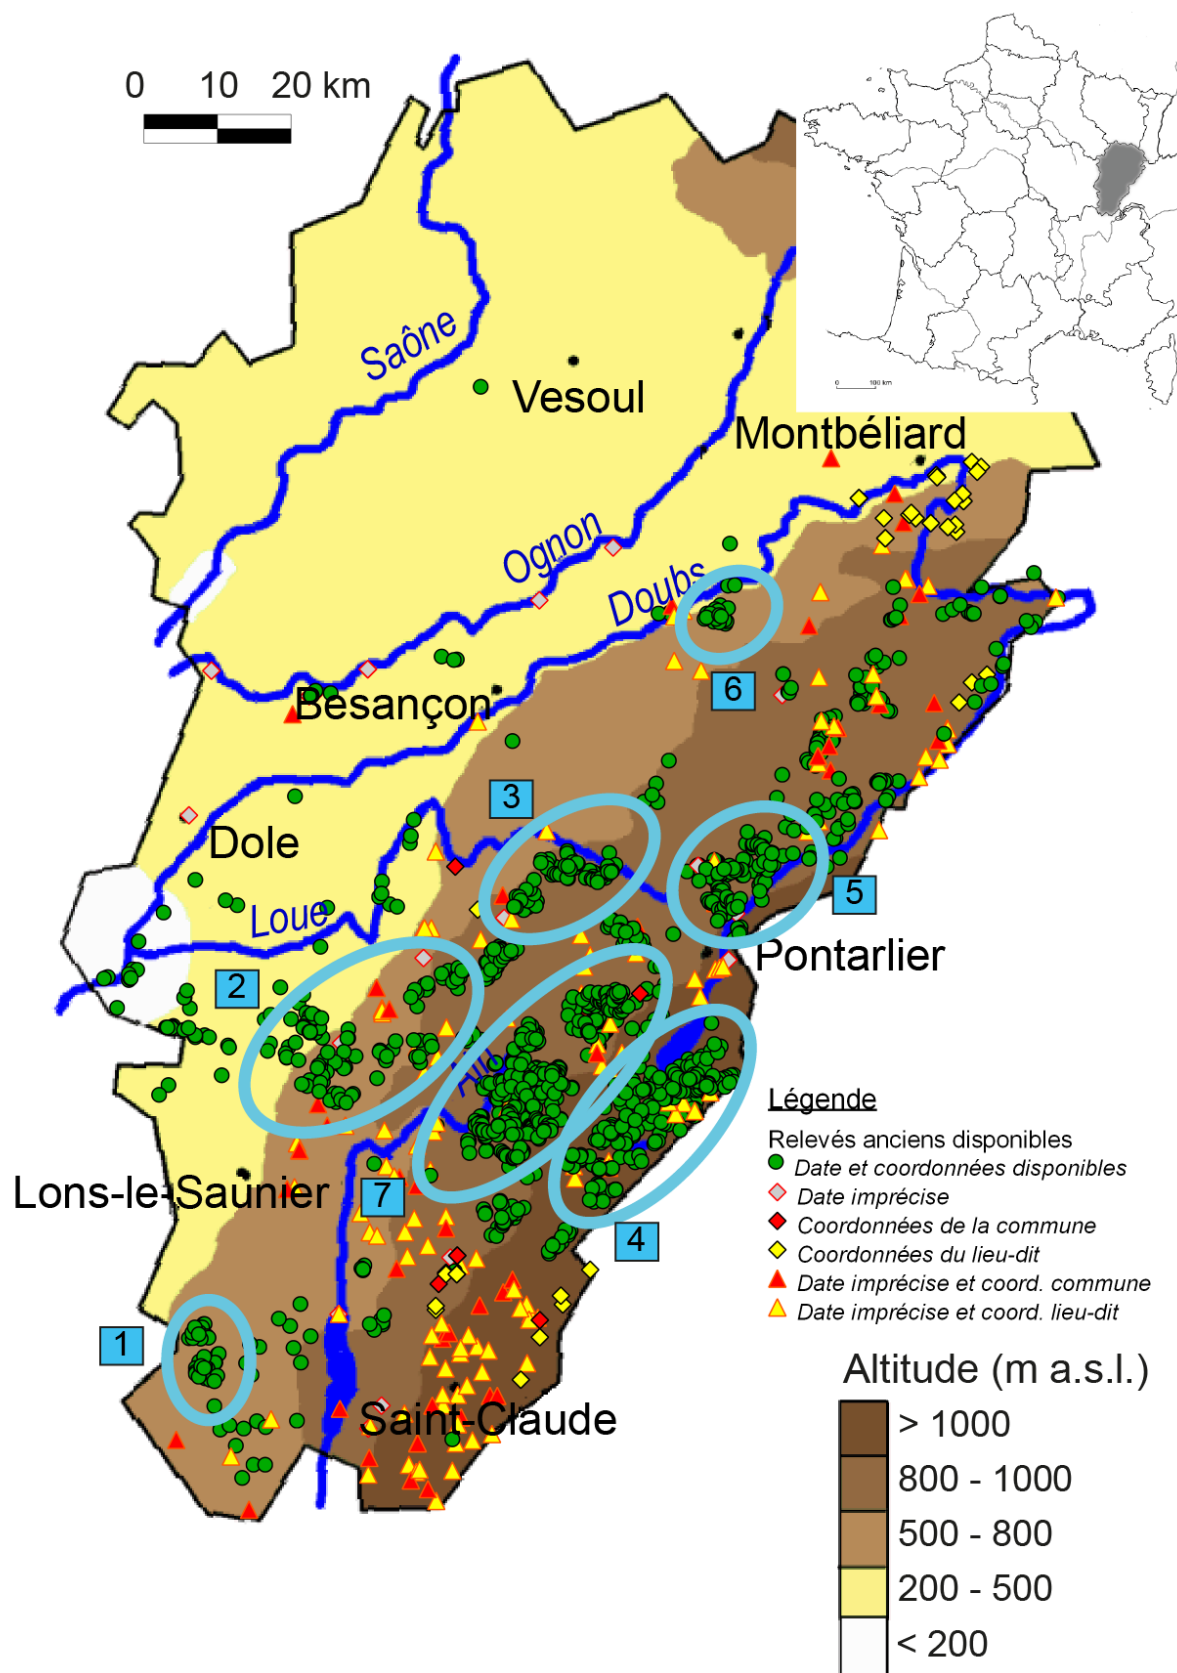 0 10 20 km
0 100 km
Saône
Vesoul
Montbéliard
Ognon
Doubs
6
Besançon
3
Dole
5
Loue
Pontarlier
2
Légende
Relevés anciens disponibles
Date et coordonnées disponibles
Date imprécise
Coordonnées de la commune
Coordonnées du lieu-dit
Date imprécise et coord. commune
Date imprécise et coord. lieu-dit
Lons-le-Saunier
7
4
1
Saint-Claude
Altitude (m a.s.l.)
> 1000
800 - 1000
500 - 800
200 - 500
< 200